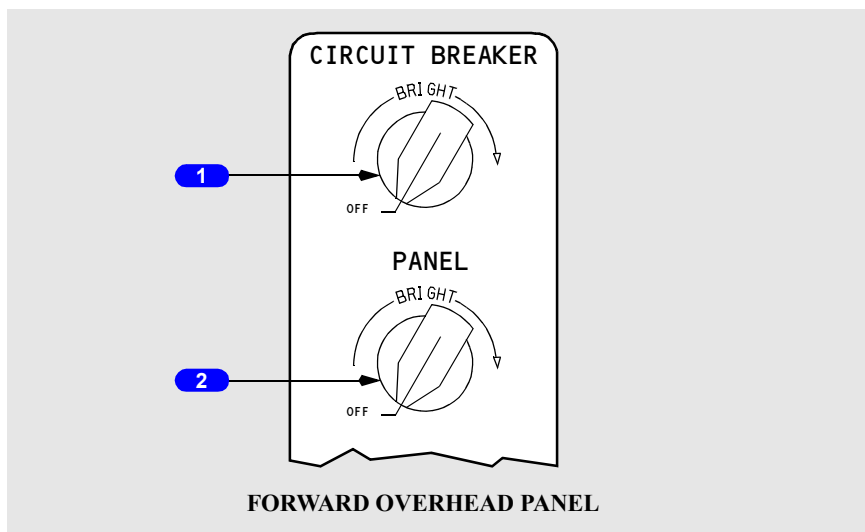 CIRCUIT BREAKER
BRIGHT
1
OFF
PANEL
BRIGHT
2
OFF
FORWARD OVERHEAD PANEL